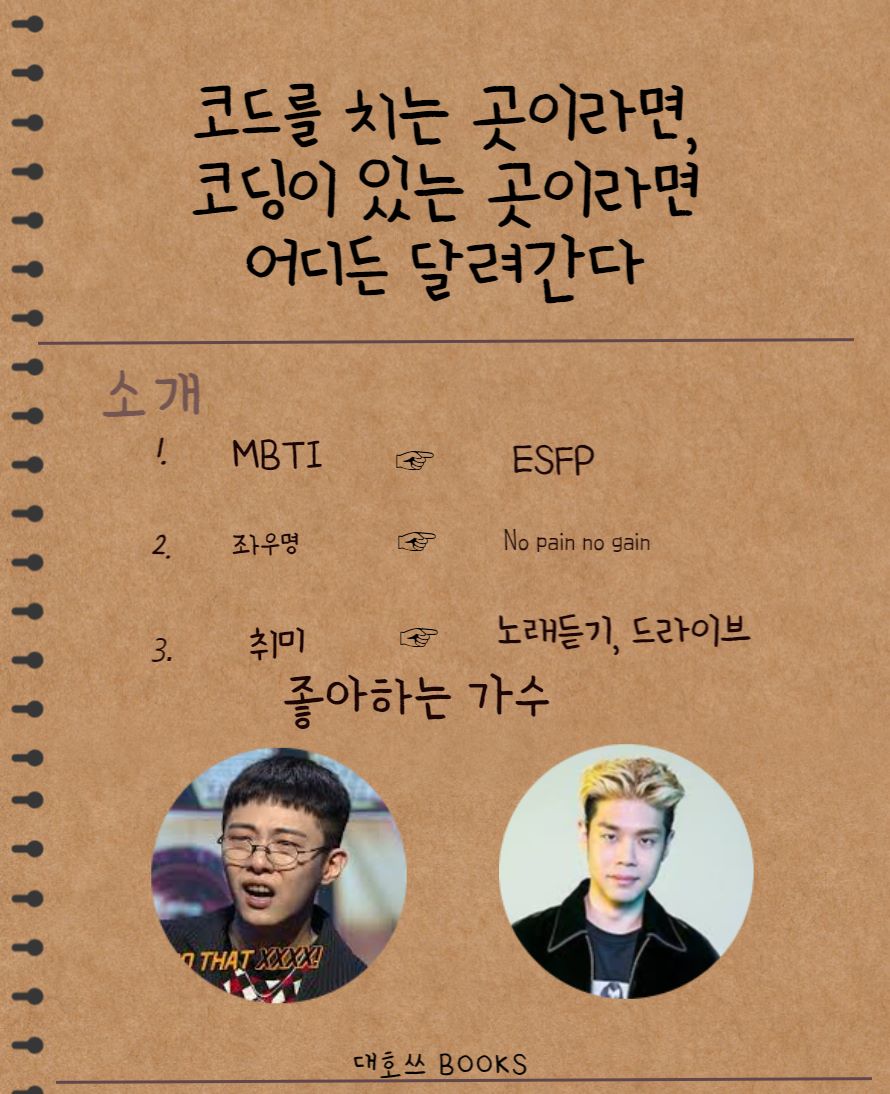 코드를 치는 곳이라면,
코딩이 있는 곳이라면
어디든 달려간다
소개
1. MBTI ☞ ESFP
2. 좌우명 ☞ No pain no gain
3. 취미 ☞ 노래듣기, 드라이브
좋아하는 가수
THAT XXXX!
대호쓰 BOOKS